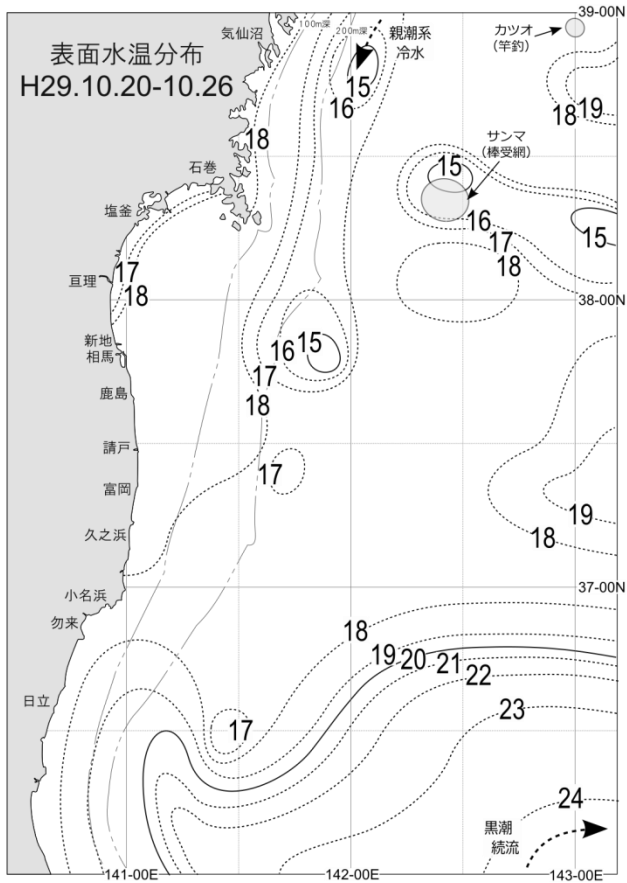 39-00N
気仙沼
100m深
200m深
親潮系
冷水
カツオ
(竿釣)
表面水温分布
H29.10.20-10.26
15
16
18
19
18
サンマ
(棒受網)
石巻
15
塩釜
16
15
17
17
18
亘理
18
38-00N
新地
相馬
16
15
17
鹿島
18
請戸
17
富岡
19
久之浜
18
37-00N
小名浜
勿来
18
19
20
21
22
日立
17
23
24
黒潮
続流
141-00E
142-00E
143-00E